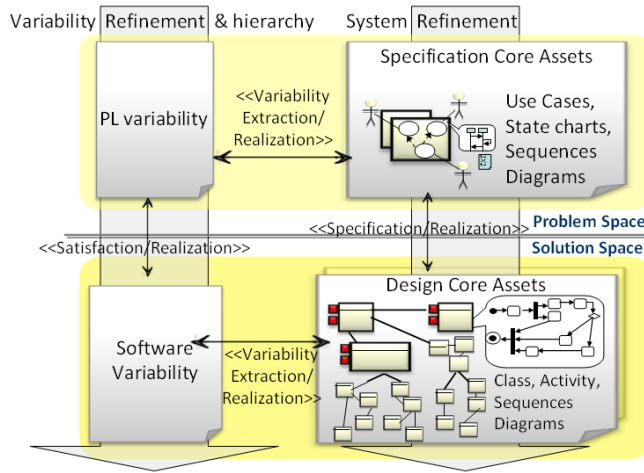 Variability Refinement & hierarchy
System Refinement
Specification Core Assets
PL variability
<<Variability
Extraction/
Realization>>
Use Cases,
State charts,
Sequences
Diagrams
<<Specification/Realization>>
Problem Space
<<Satisfaction/Realization>>
Solution Space
Design Core Assets
Software
Variability
<<Variability
Extraction/
Realization>>
Class, Activity,
Sequences
Diagrams